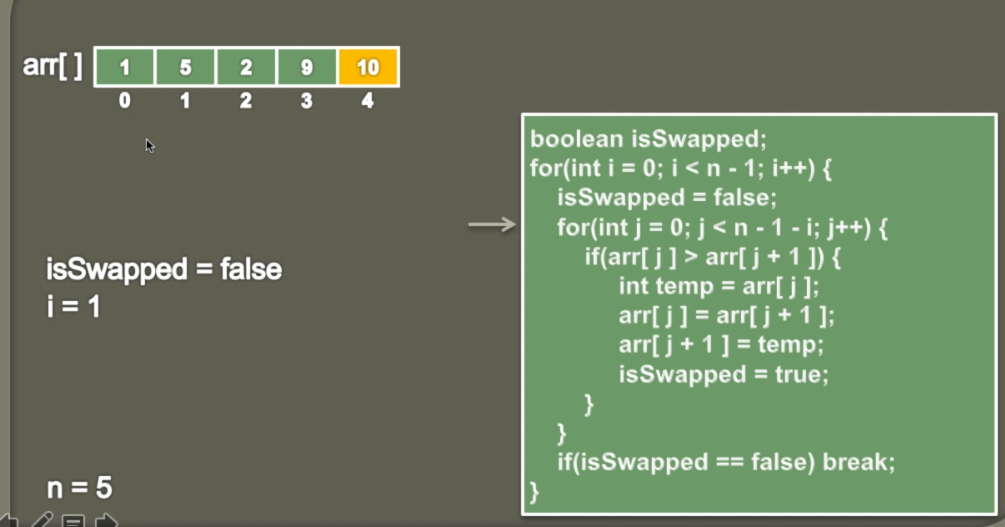 arr[ ] 1 5 2 9 10
0 1 2 3 4
isSwapped = false
i = 1
n = 5
boolean isSwapped;
for(int i = 0; i < n - 1; i++) {
isSwapped = false;
for(int j = 0; j < n - 1 - i; j++) {
if(arr[ j ] > arr[ j + 1 ]) {
int temp = arr[ j ];
arr[ j ] = arr[ j + 1 ];
arr[ j + 1 ] = temp;
isSwapped = true;
}
}
if(isSwapped == false) break;
}